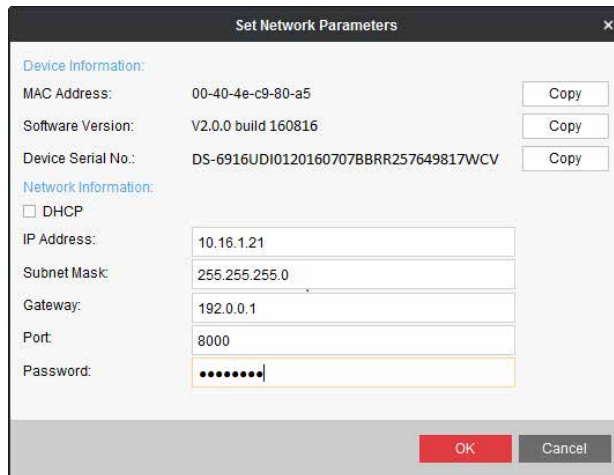 Set Network Parameters ×
Device Information:
MAC Address: 00-40-4e-c9-80-a5 Copy
Software Version: V2.0.0 build 160816 Copy
Device Serial No.: DS-6916UDI0120160707BBRR257649817WCV Copy
Network Information:
DHCP
IP Address: 10.16.1.21
Subnet Mask: 255.255.255.0
Gateway: 192.0.0.1
Port: 8000
Password: ••••••••
OK Cancel